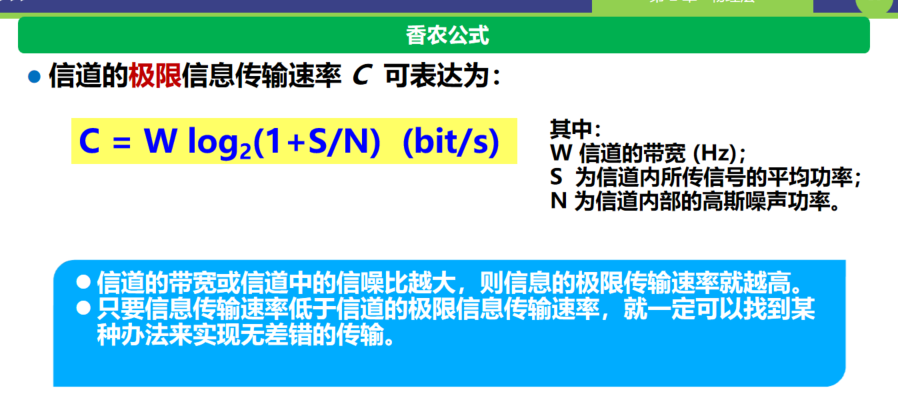 香农公式
信道的极限信息传输速率 C 可表达为：
C = W log₂(1+S/N) (bit/s)
其中：
W 信道的带宽 (Hz)；
S 为信道内所传信号的平均功率；
N 为信道内部的高斯噪声功率。
信道的带宽或信道中的信噪比越大，则信息的极限传输速率就越高。
只要信息传输速率低于信道的极限信息传输速率，就一定可以找到某
种办法来实现无差错的传输。